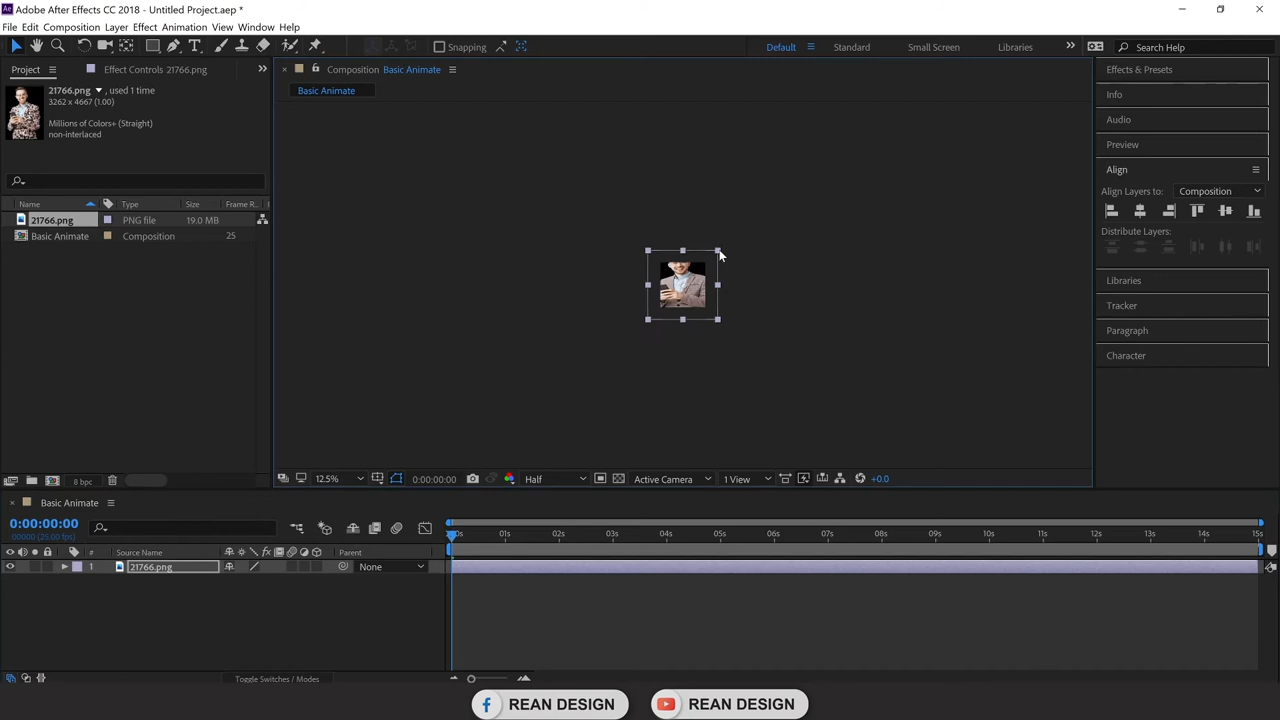 Adobe After Effects CC 2018 - Untitled Project.aep *
File Edit Composition Layer Effect Animation View Window Help
Snapping
Default
Standard
Small Screen
Libraries
Search Help
Project
Effect Controls 21766.png
Composition Basic Animate
Effects & Presets
21766.png , used 1 time
3262 x 4667 (1.00)
Basic Animate
Info
Millions of Colors+ (Straight)
non-interlaced
Audio
Preview
Align
Align Layers to: Composition
Name Type Size Frame R..
21766.png PNG file 19.0 MB
Basic Animate Composition 25
Distribute Layers:
Libraries
Tracker
Paragraph
Character
8 bpc
12.5% 0:00:00:00 Half Active Camera 1 View +0.0
Basic Animate
0:00:00:00
00000 (25.00 fps)
01s 02s 03s 04s 05s 06s 07s 08s 09s 10s 11s 12s 13s 14s 15s
# Source Name Parent
1 21766.png None
Toggle Switches / Modes
REAN DESIGN
REAN DESIGN